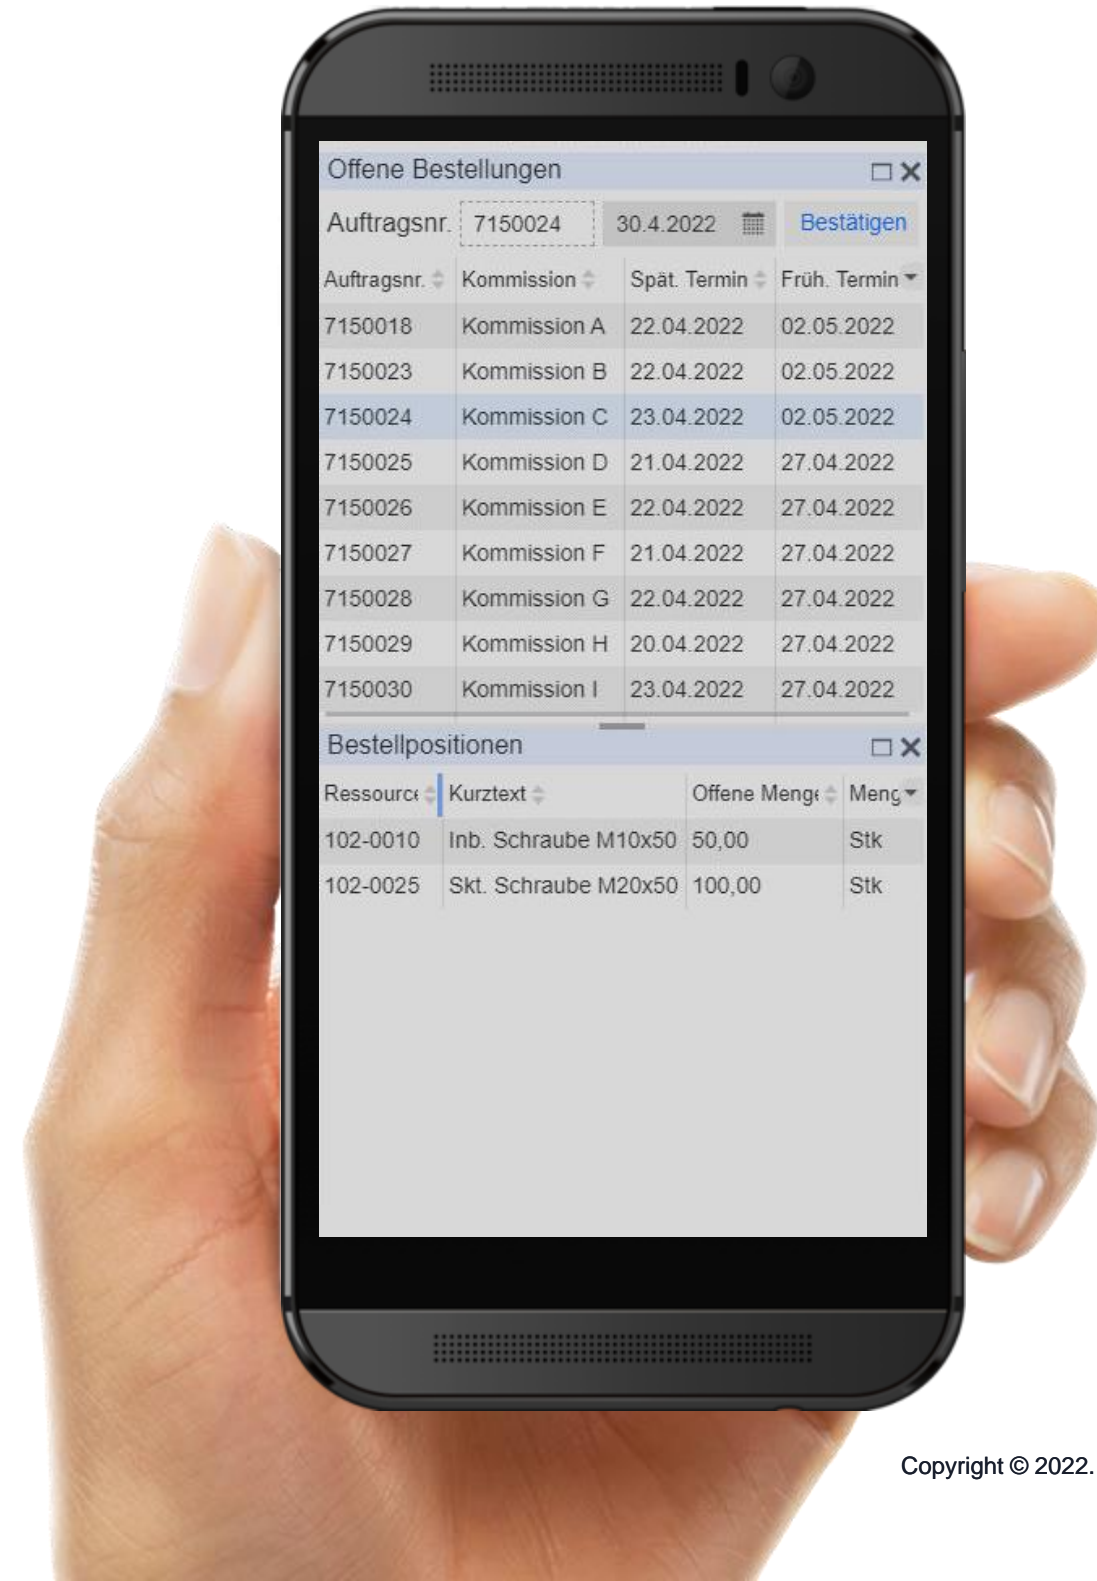 Offene Bestellungen
Auftragsnr. 7150024 30.4.2022 Bestätigen
Auftragsnr. Kommission Spät. Termin Früh. Termin
7150018 Kommission A 22.04.2022 02.05.2022
7150023 Kommission B 22.04.2022 02.05.2022
7150024 Kommission C 23.04.2022 02.05.2022
7150025 Kommission D 21.04.2022 27.04.2022
7150026 Kommission E 22.04.2022 27.04.2022
7150027 Kommission F 21.04.2022 27.04.2022
7150028 Kommission G 22.04.2022 27.04.2022
7150029 Kommission H 20.04.2022 27.04.2022
7150030 Kommission I 23.04.2022 27.04.2022
Bestellpositionen
Ressource Kurztext Offene Menge Meng
102-0010 Inb. Schraube M10x50 50,00 Stk
102-0025 Skt. Schraube M20x50 100,00 Stk
Copyright © 2022.